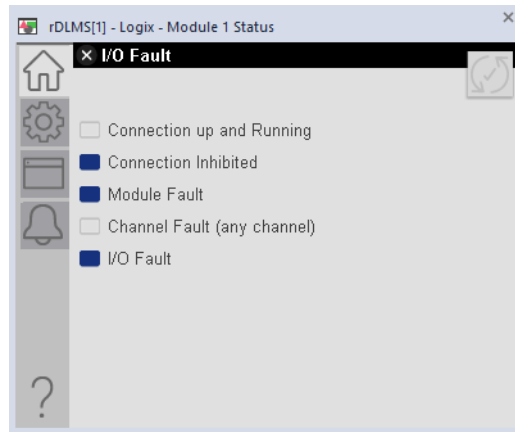 rDLMS[1] - Logix - Module 1 Status
I/O Fault
Connection up and Running
Connection Inhibited
Module Fault
Channel Fault (any channel)
I/O Fault
?